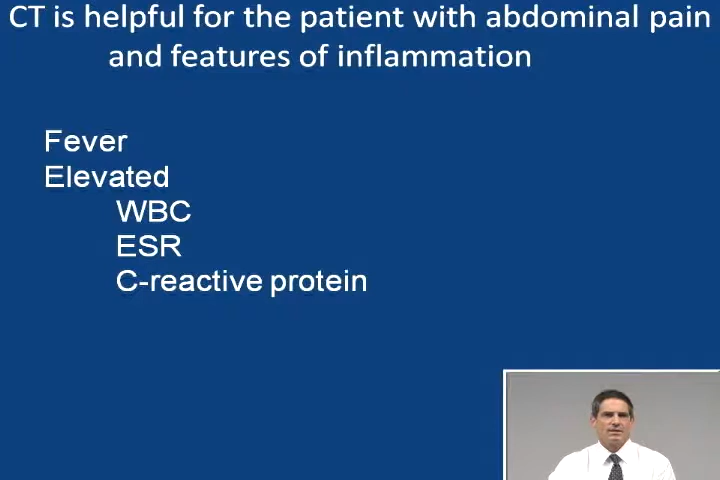 CT is helpful for the patient with abdominal pain
and features of inflammation
Fever
Elevated
WBC
ESR
C-reactive protein